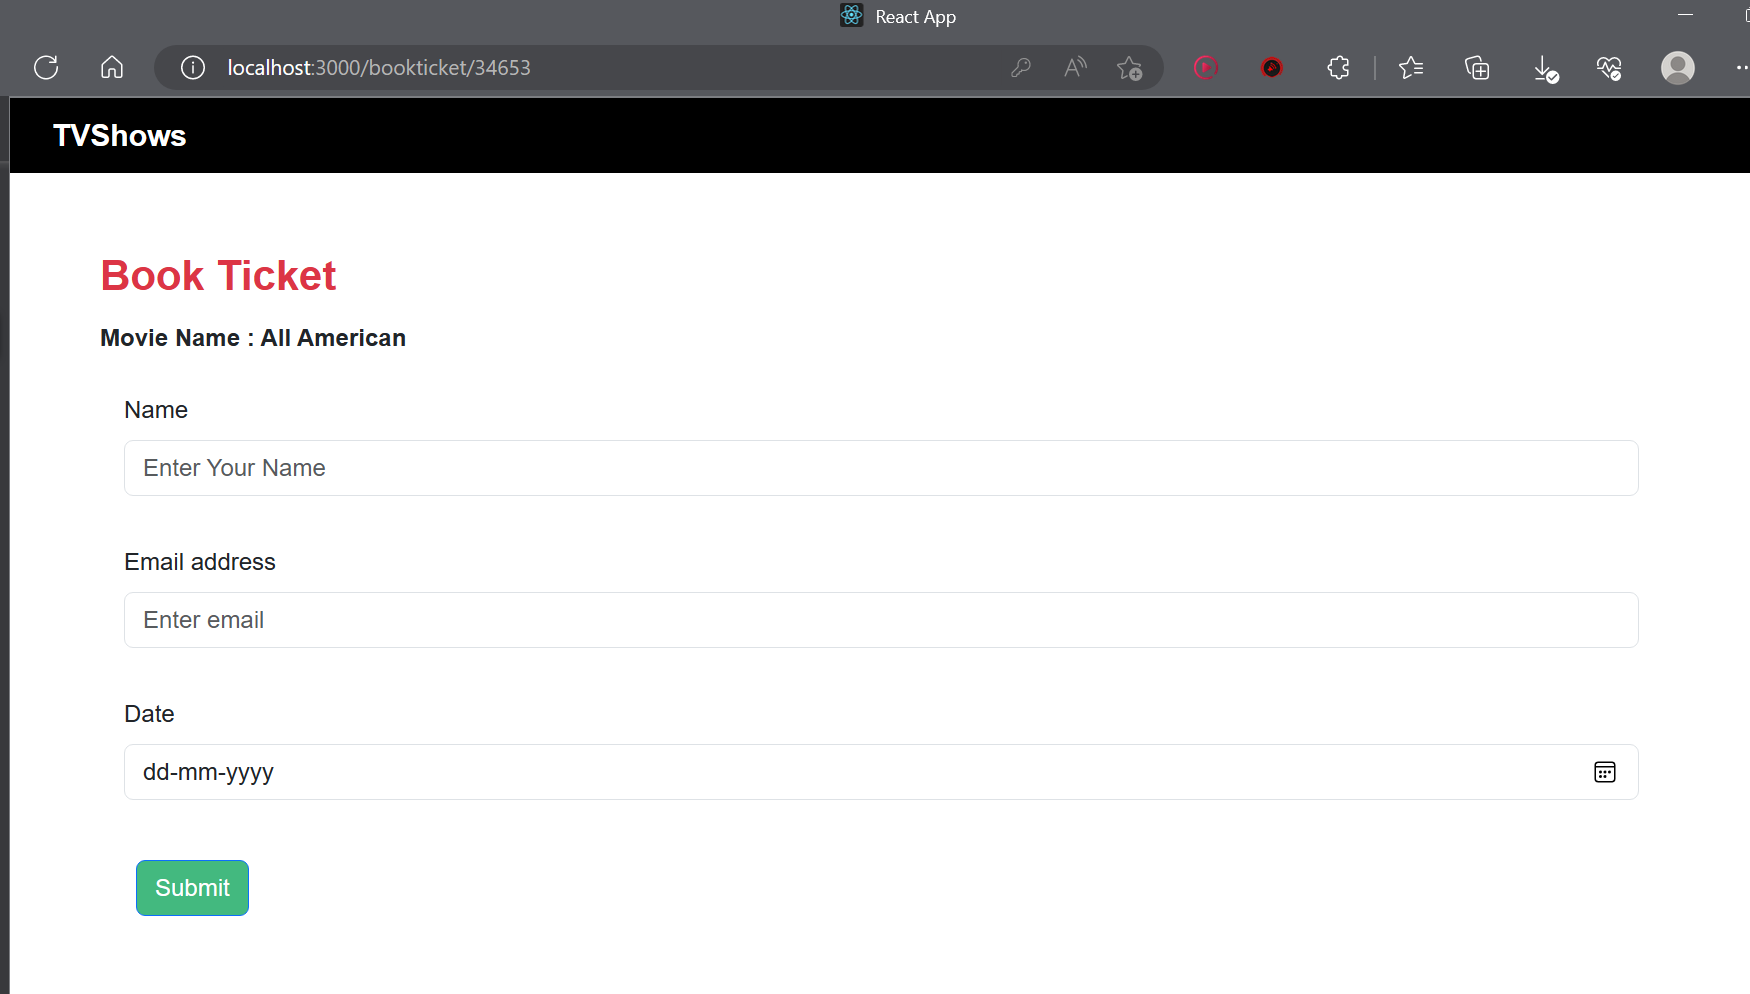 React App
localhost:3000/bookticket/34653
TVShows
Book Ticket
Movie Name : All American
Name
Enter Your Name
Email address
Enter email
Date
dd-mm-yyyy
Submit